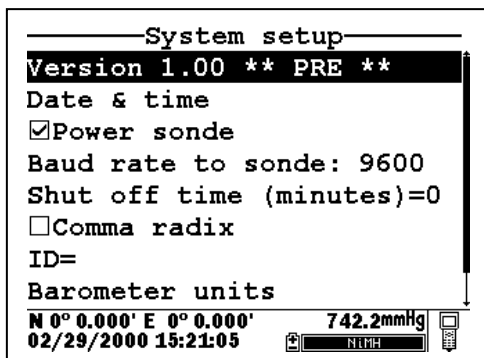 System setup
Version 1.00 ** PRE **
Date & time
☑Power sonde
Baud rate to sonde: 9600
Shut off time (minutes)=0
☐Comma radix
ID=
Barometer units
N 0° 0.000' E 0° 0.000' 742.2mmHg
02/29/2000 15:21:05 NiMH